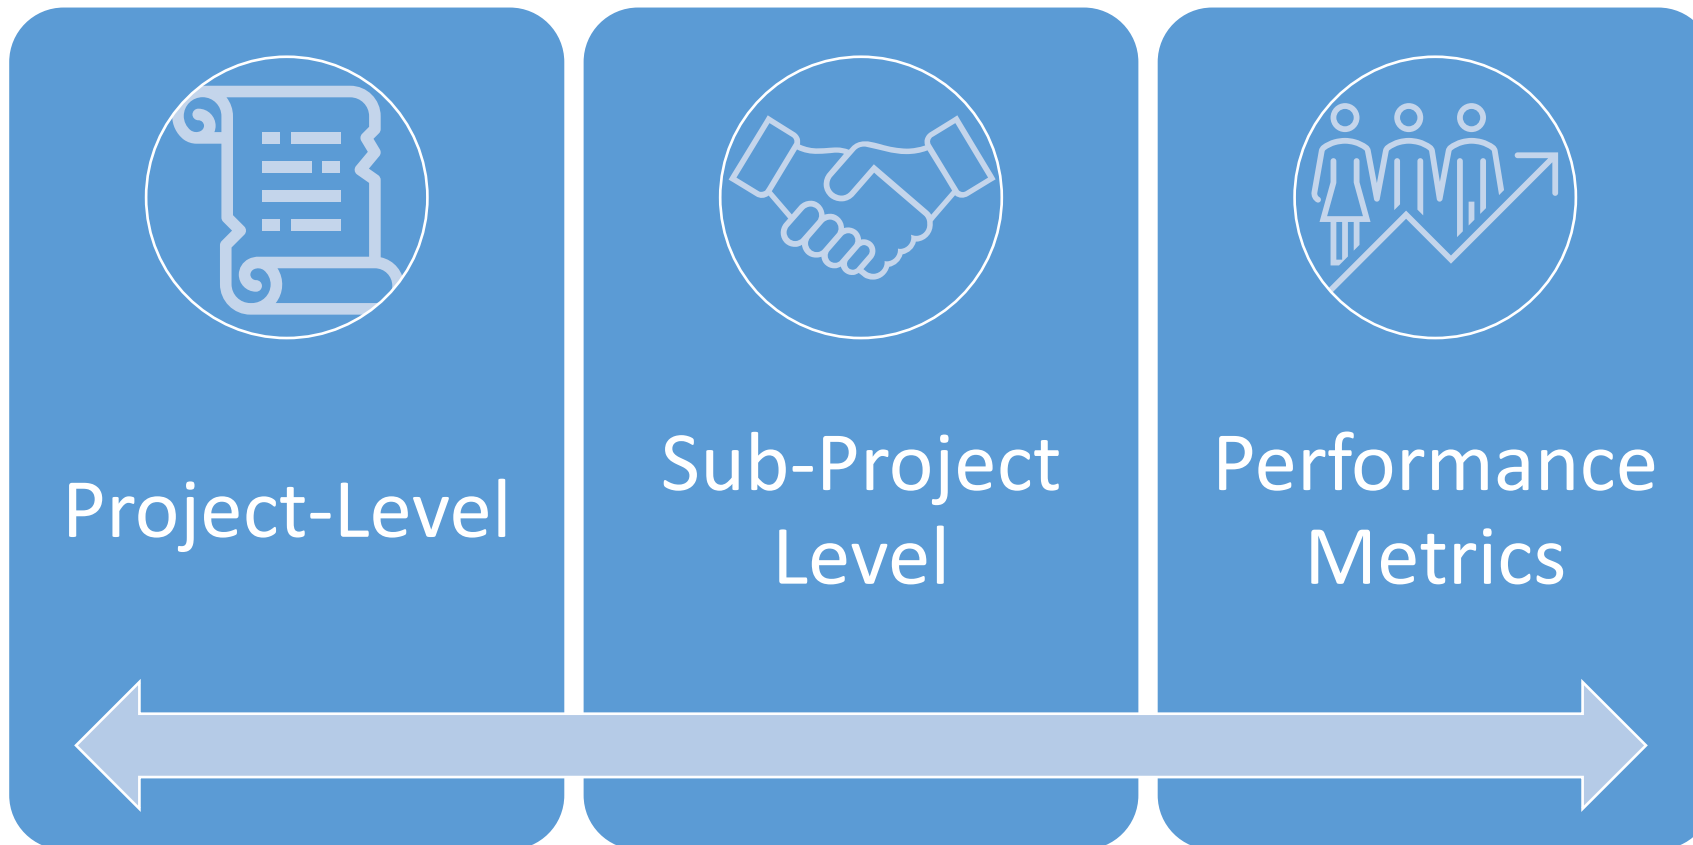 Project-Level
Sub-Project
Level
Performance
Metrics